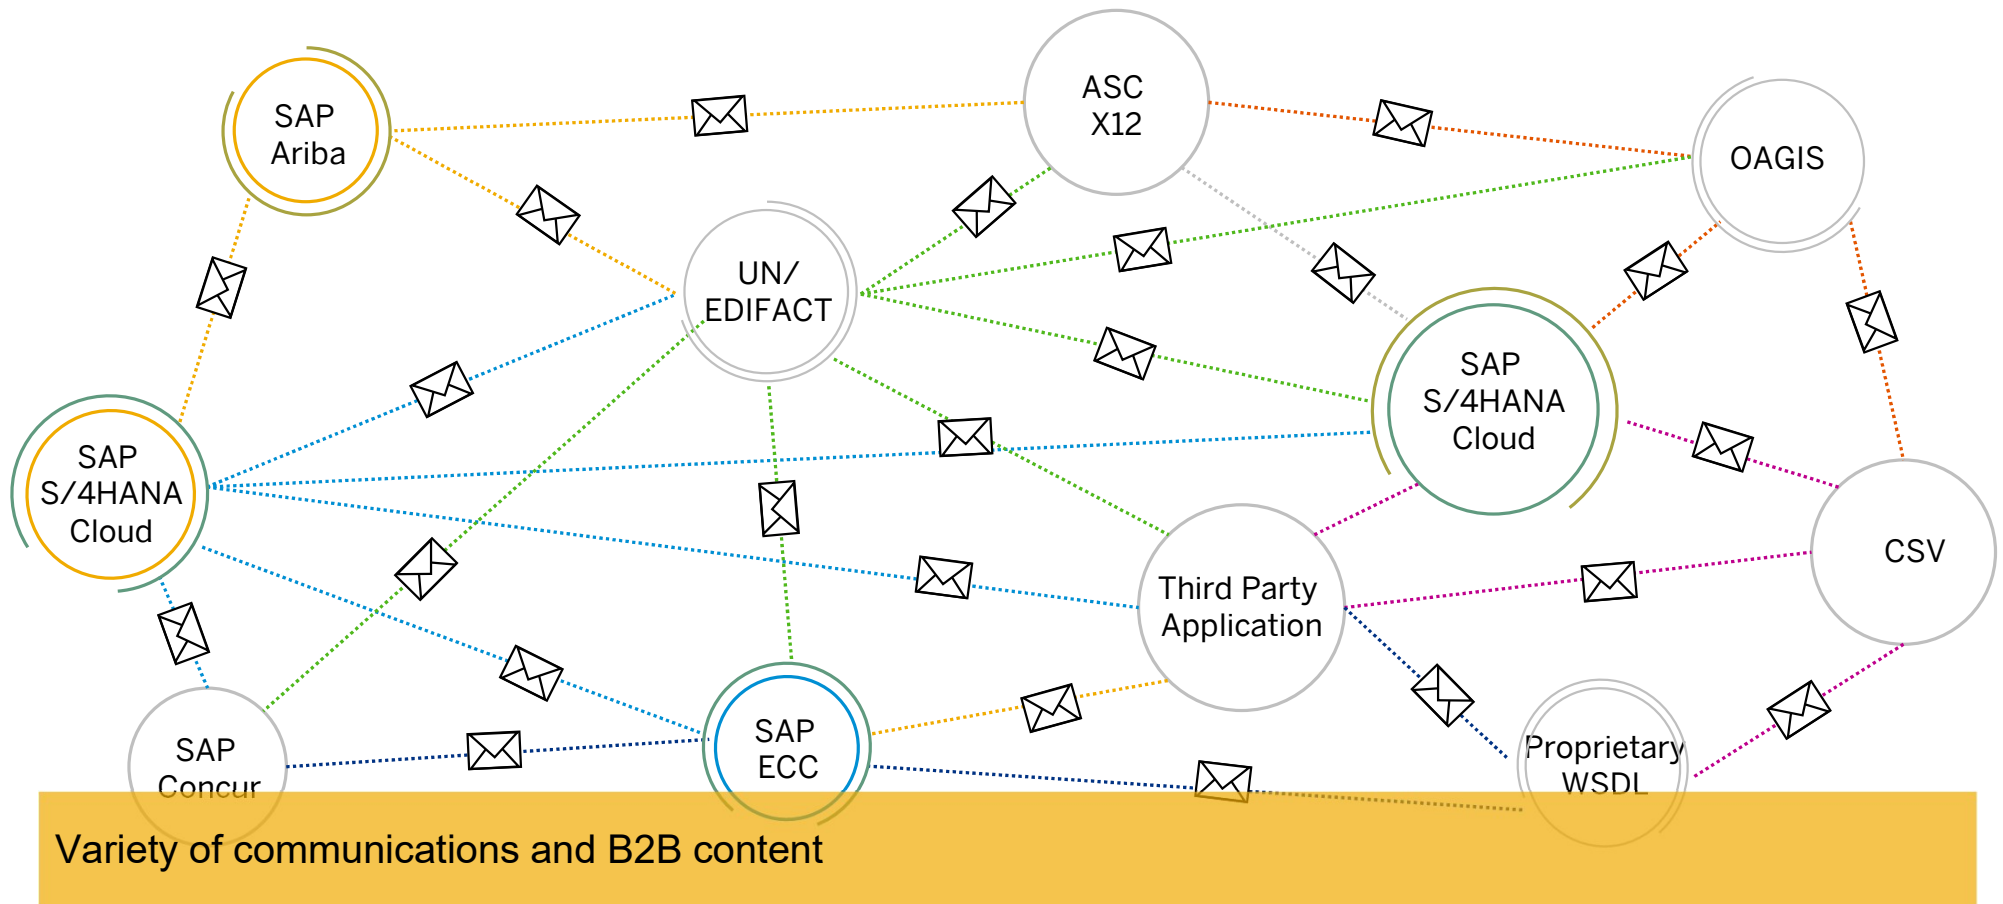 SAP
Ariba
ASC
X12
OAGIS
UN/
EDIFACT
SAP
S/4HANA
Cloud
SAP
S/4HANA
Cloud
CSV
Third Party
Application
SAP
Concur
SAP
ECC
Proprietary
WSDL
Variety of communications and B2B content